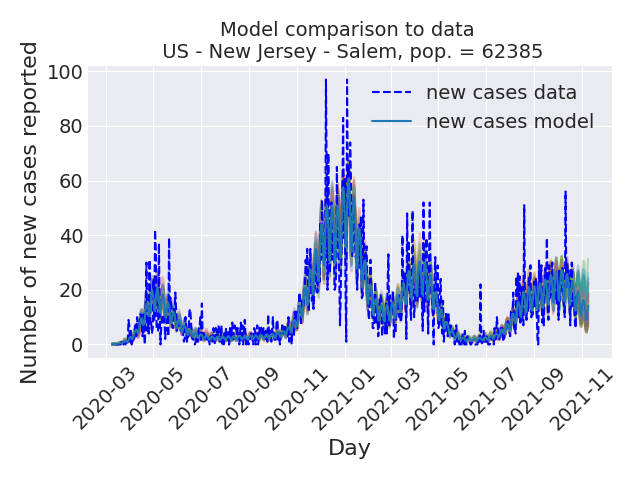 Model comparison to data
US - New Jersey - Salem, pop. = 62385
Number of new cases reported
100
80
60
40
20
0
new cases data
new cases model
2020-03
2020-05
2020-07
2020-09
2020-11
2021-01
2021-03
2021-05
2021-07
2021-09
2021-11
Day